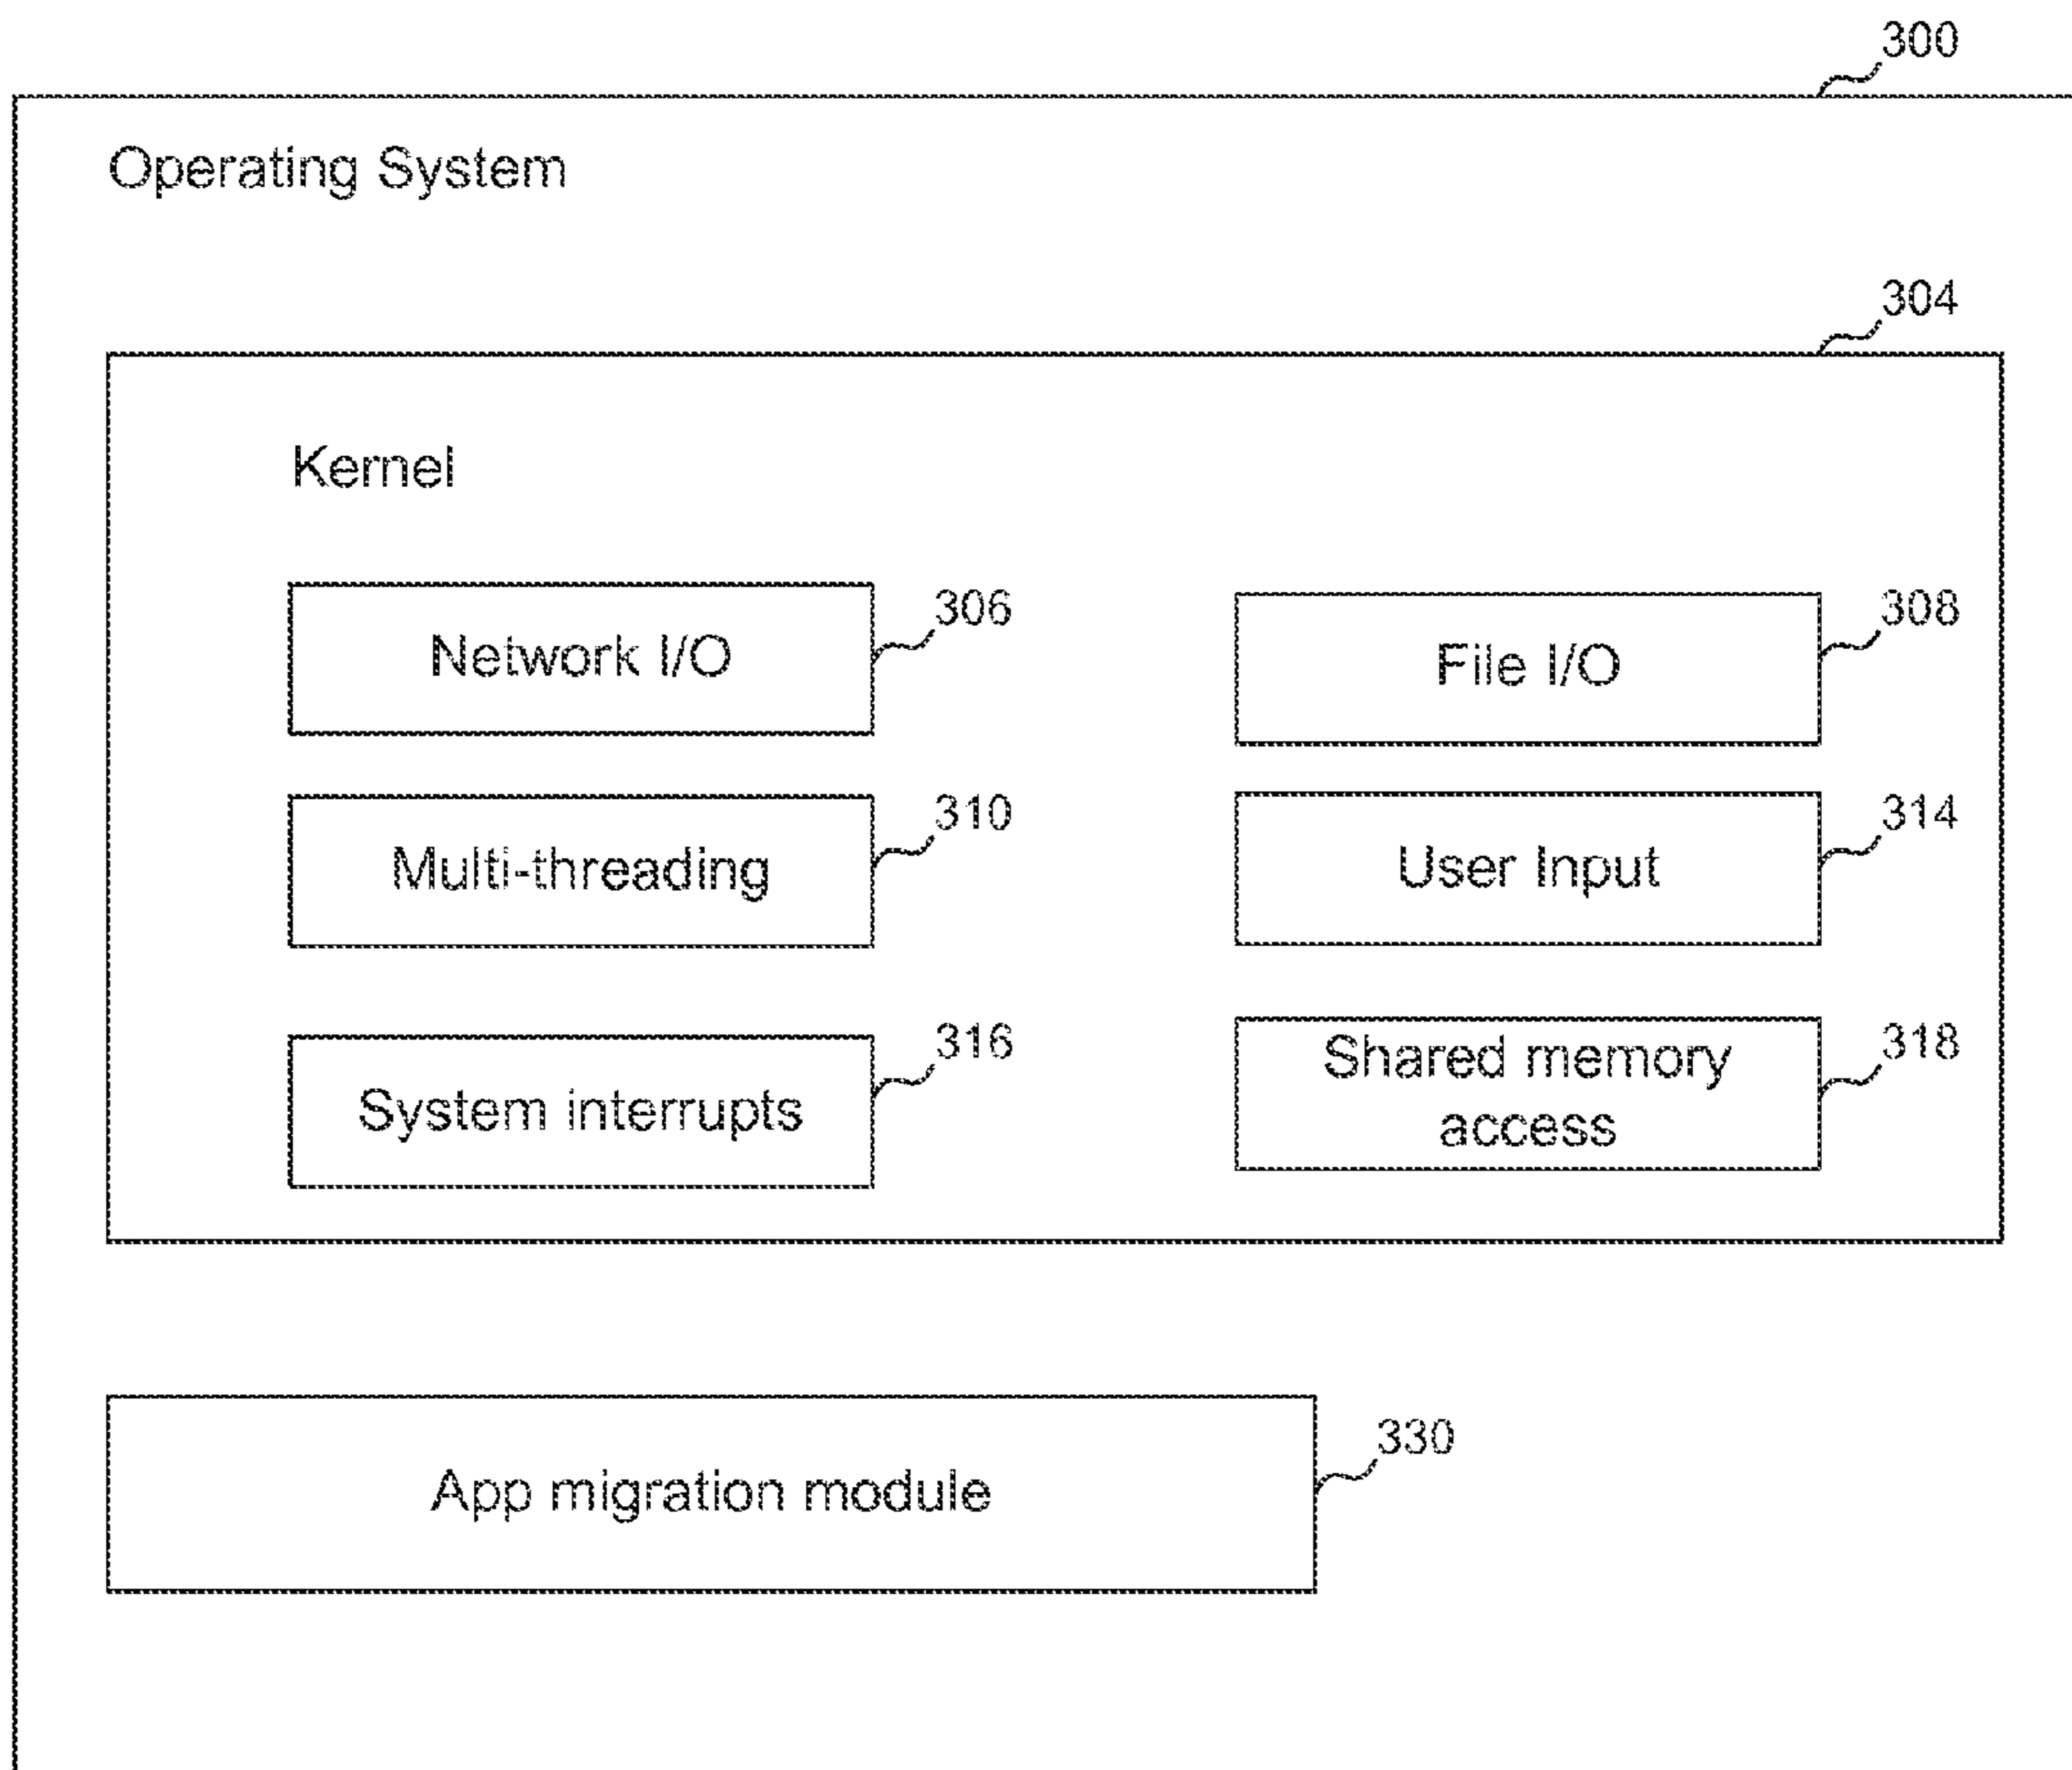 300
Operating System
304
Kernel
Network I/O
306
File I/O
308
Multi-threading
310
User Input
314
System interrupts
316
Shared memory
access
318
App migration module
330